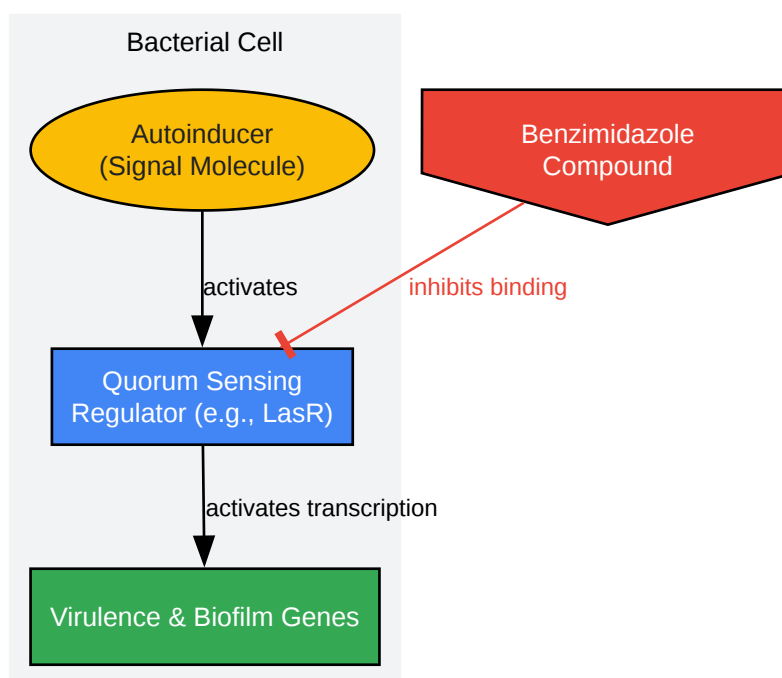 Bacterial Cell
Autoinducer
(Signal Molecule)
Benzimidazole
Compound
activates
inhibits binding
Quorum Sensing
Regulator (e.g., LasR)
activates transcription
Virulence & Biofilm Genes